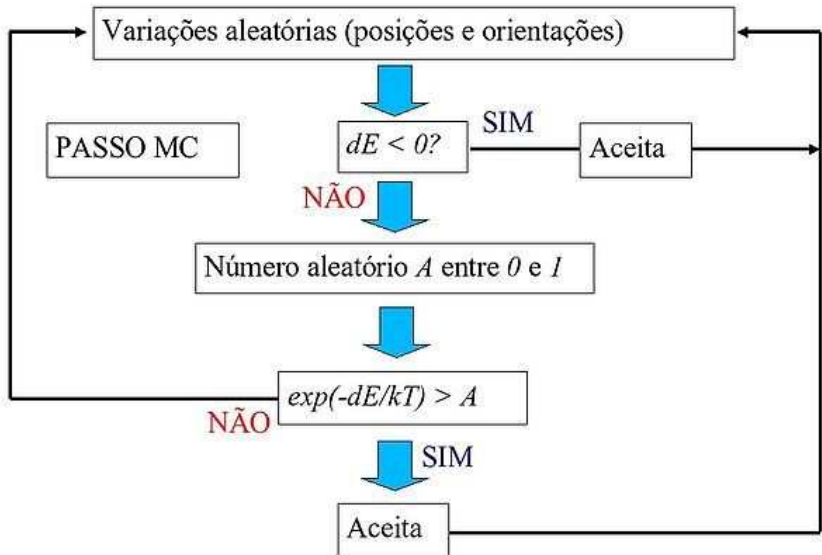 Variações aleatórias (posições e orientações)
PASSO MC
dE < 0?
SIM
Aceita
NÃO
Número aleatório A entre 0 e 1
exp(-dE/kT) > A
NÃO
SIM
Aceita